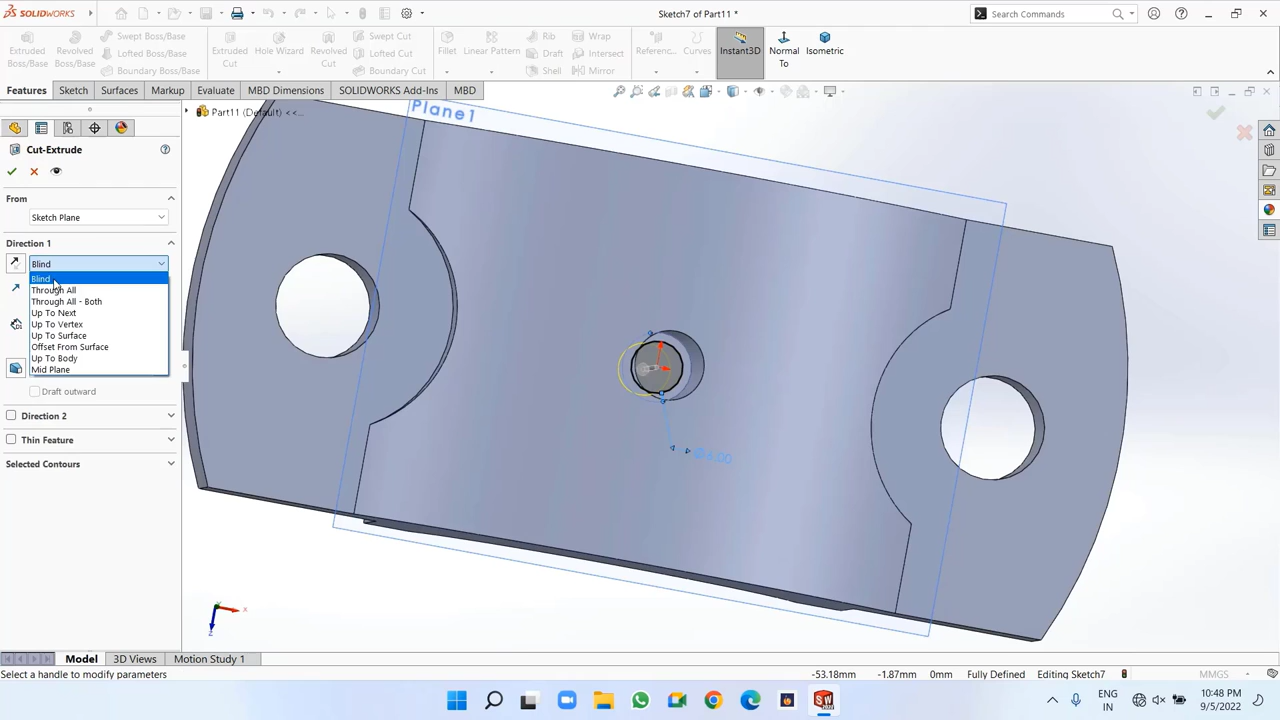 SOLIDWORKS
Sketch7 of Part11 *
Search Commands
Extruded Boss/Base
Revolved Boss/Base
Swept Boss/Base
Lofted Boss/Base
Boundary Boss/Base
Extruded Cut
Hole Wizard
Revolved Cut
Swept Cut
Lofted Cut
Boundary Cut
Fillet
Linear Pattern
Rib
Draft
Shell
Wrap
Intersect
Mirror
Referenc...
Curves
Instant3D
Normal To
Isometric
Features
Sketch
Surfaces
Markup
Evaluate
MBD Dimensions
SOLIDWORKS Add-Ins
MBD
Part11 (Default) <<...
Plane1
Cut-Extrude
From
Sketch Plane
Direction 1
Blind
Blind
Through All
Through All - Both
Up To Next
Up To Vertex
Up To Surface
Offset From Surface
Up To Body
Mid Plane
Draft outward
Direction 2
Thin Feature
Selected Contours
Ø6.00
X
Y
Z
Model
3D Views
Motion Study 1
Select a handle to modify parameters
-53.18mm
-1.87mm
0mm
Fully Defined
Editing Sketch7
MMGS
ENG
IN
10:48 PM
9/5/2022